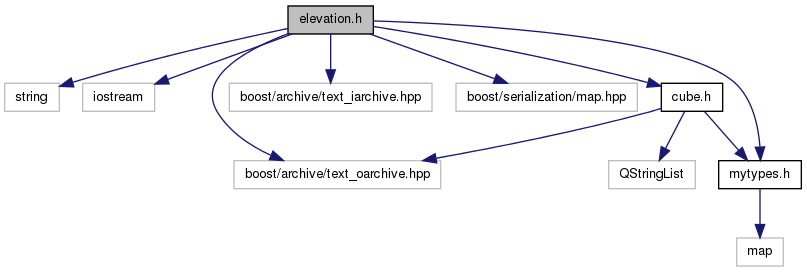 elevation.h
string
iostream
boost/archive/text_iarchive.hpp
boost/serialization/map.hpp
cube.h
boost/archive/text_oarchive.hpp
QStringList
mytypes.h
map